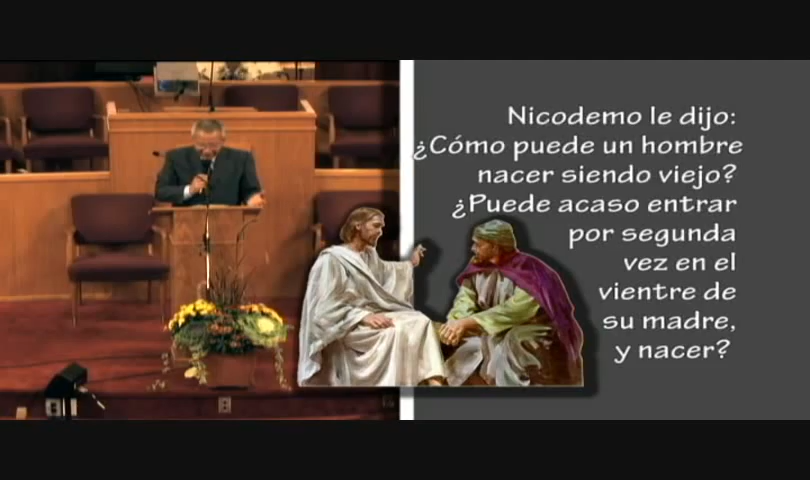 Nicodemo le dijo:
¿Cómo puede un hombre
nacer siendo viejo?
¿Puede acaso entrar
por segunda
vez en el
vientre de
su madre,
y nacer?